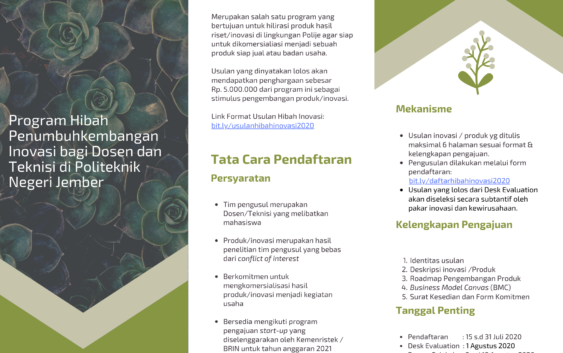 Program Hibah
Penumbuhkembangan
Inovasi bagi Dosen dan
Teknisi di Politeknik
Negeri Jember
Merupakan salah satu program yang
bertujuan untuk hilirasi produk hasil
riset/inovasi di lingkungan Polije agar siap
untuk dikomersialiasi menjadi sebuah
produk siap jual atau badan usaha.
Usulan yang dinyatakan lolos akan
mendapatkan penghargaan sebesar
Rp. 5.000.000 dari program ini sebagai
stimulus pengembangan produk/inovasi.
Link Format Usulan Hibah Inovasi:
bit.ly/usulanhibahinovasi2020
Tata Cara Pendaftaran
Persyaratan
• Tim pengusul merupakan
Dosen/Teknisi yang melibatkan
mahasiswa
• Produk/inovasi merupakan hasil
penelitian tim pengusul yang bebas
dari conflict of interest
• Berkomitmen untuk
mengkomersialisasi hasil
produk/inovasi menjadi kegiatan
usaha
• Bersedia mengikuti program
pengajuan start-up yang
diselenggarakan oleh Kemenristek /
BRIN untuk tahun anggaran 2021
Mekanisme
• Usulan inovasi / produk yg ditulis
maksimal 6 halaman sesuai format &
kelengkapan pengajuan.
• Pengusulan dilakukan melalui form
pendaftaran:
bit.ly/daftarhibahinovasi2020
• Usulan yang lolos dari Desk Evaluation
akan diseleksi secara subtantif oleh
pakar inovasi dan kewirusahaan.
Kelengkapan Pengajuan
1. Identitas usulan
2. Deskripsi inovasi /Produk
3. Roadmap Pengembangan Produk
4. Business Model Canvas (BMC)
5. Surat Kesedian dan Form Komitmen
Tanggal Penting
• Pendaftaran : 15 s.d 31 Juli 2020
• Desk Evaluation : 1 Agustus 2020